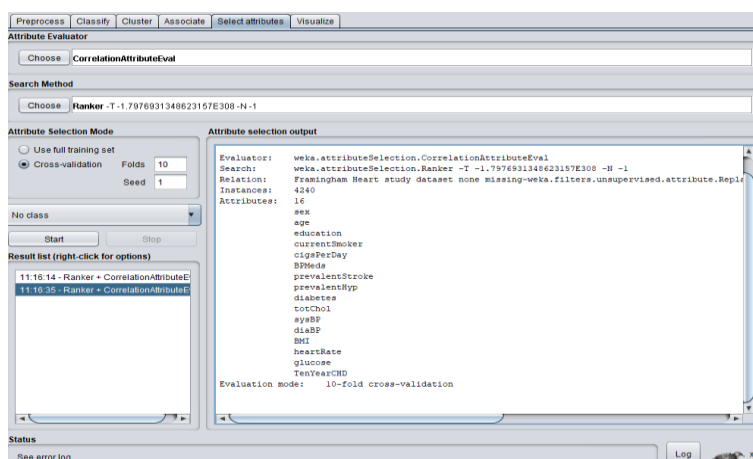 Preprocess Classify Cluster Associate Select attributes Visualize
Attribute Evaluator
Choose CorrelationAttributeEval
Search Method
Choose Ranker -T -1.7976931348623157E308 -N -1
Attribute Selection Mode
Use full training set
Cross-validation Folds 10
Seed 1
No class
Start Stop
Result list (right-click for options)
11:16:14 - Ranker + CorrelationAttributeE
11:16:35 - Ranker + CorrelationAttributeE
Attribute selection output
Evaluator: weka.attributeSelection.CorrelationAttributeEval
Search: weka.attributeSelection.Ranker -T -1.7976931348623157E308 -N -1
Relation: Framingham Heart study dataset none missing-weka.filters.unsupervised.attribute.Repla
Instances: 4240
Attributes: 16
sex
age
education
currentSmoker
cigsPerDay
BPMeds
prevalentStroke
prevalentHyp
diabetes
totChol
sysBP
diaBP
BMI
heartRate
glucose
TenYearCHD
Evaluation mode: 10-fold cross-validation
Status
See error log
Log